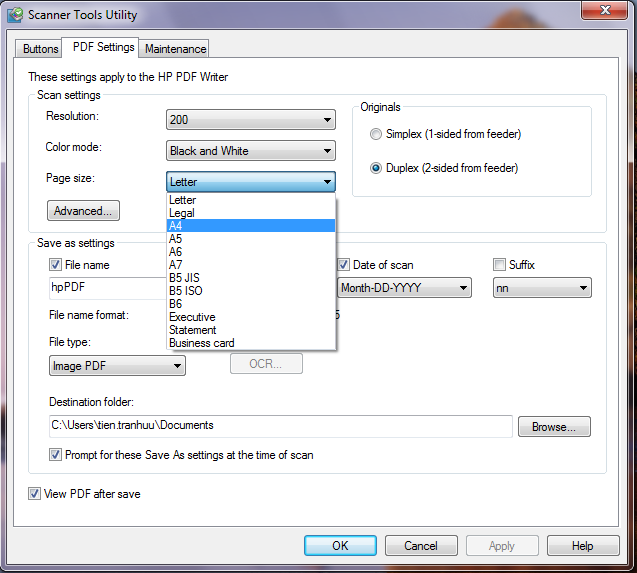 Scanner Tools Utility
Buttons
PDF Settings
Maintenance
These settings apply to the HP PDF Writer
Scan settings
Resolution:
200
Color mode:
Black and White
Page size:
Letter
Advanced...
Originals
Simplex (1-sided from feeder)
Duplex (2-sided from feeder)
Letter
Legal
A4
A5
A6
A7
B5 JIS
B5 ISO
B6
Executive
Statement
Business card
Save as settings
File name
Date of scan
Suffix
hpPDF
Month-DD-YYYY
nn
File name format:
5
File type:
Image PDF
OCR...
Destination folder:
C:\Users\tien.tranhuu\Documents
Browse...
Prompt for these Save As settings at the time of scan
View PDF after save
OK
Cancel
Apply
Help